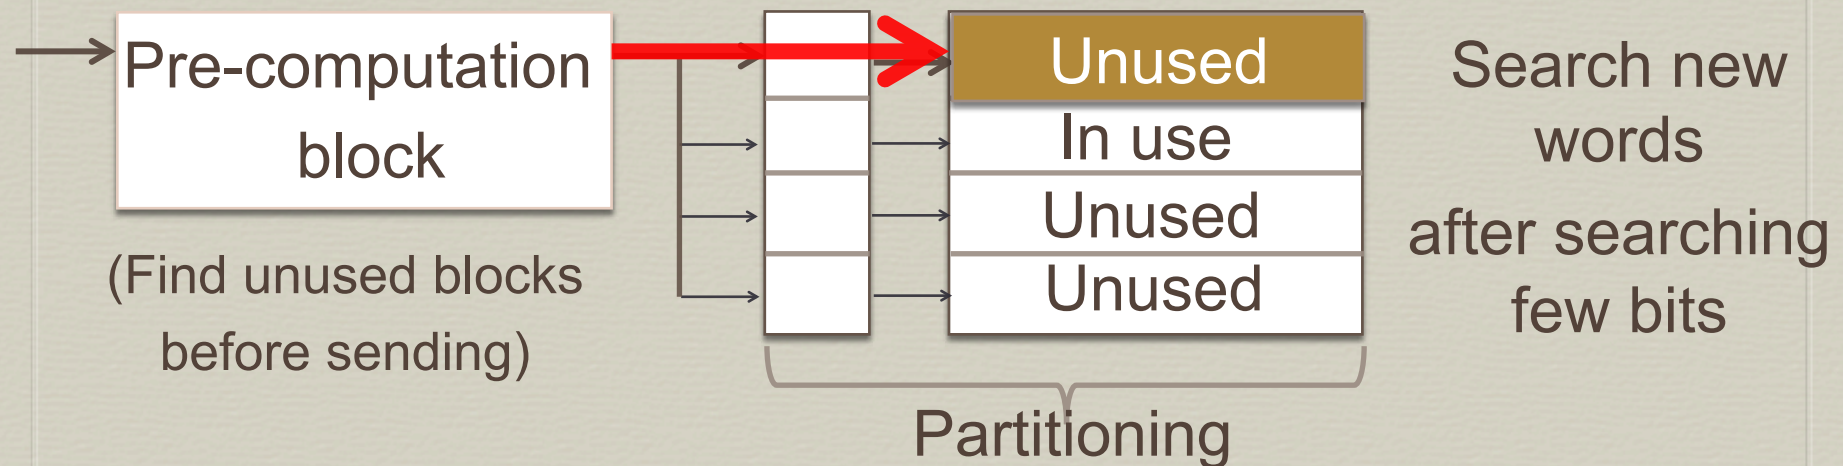 Pre-computation
block
(Find unused blocks
before sending)
Unused
In use
Unused
Unused
Partitioning
Search new
words
after searching
few bits